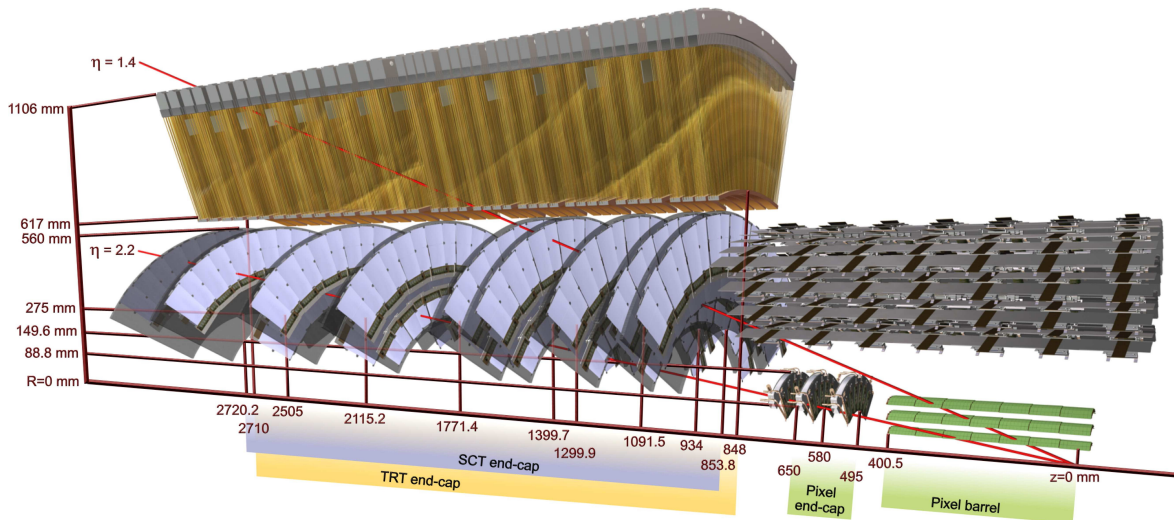 η = 1.4
1106 mm
617 mm
560 mm
η = 2.2
275 mm
149.6 mm
88.8 mm
R=0 mm
2720.2
2710
2505
2115.2
1771.4
1399.7
1299.9
1091.5
934
848
853.8
650
580
495
400.5
z=0 mm
SCT end-cap
TRT end-cap
Pixel
end-cap
Pixel barrel